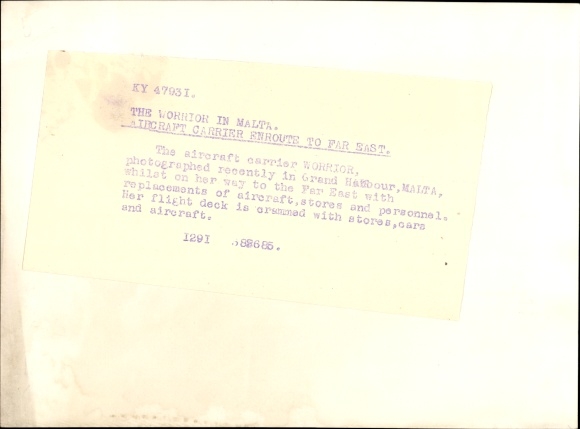 KY 47931.
THE WORRIOR IN MALTA.
AIRCRAFT CARRIER ENROUTE TO FAR EAST.
The aircraft carrier WORRIOR,
photographed recently in Grand Harbour,MALTA,
whilst on her way to the Far East with
replacements of aircraft,stores and personnel.
Her flight deck is crammed with stores,cars
and aircraft.
1291 688685.